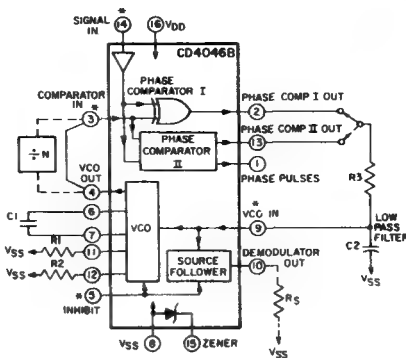 *
SIGNAL IN
14
16
VDD
CD4046B
PHASE COMPARATOR I
COMPARATOR IN
*
3
2
PHASE COMP I OUT
PHASE COMP II OUT
13
PHASE COMPARATOR II
÷N
1
PHASE PULSES
VCO OUT
4
R3
C1
6
7
VCO
*
VCO IN
9
LOW PASS FILTER
C2
VSS
R1
11
SOURCE FOLLOWER
DEMODULATOR OUT
10
VSS
R2
12
VSS
*
5
INHIBIT
RS
VSS
8
15
ZENER
VSS